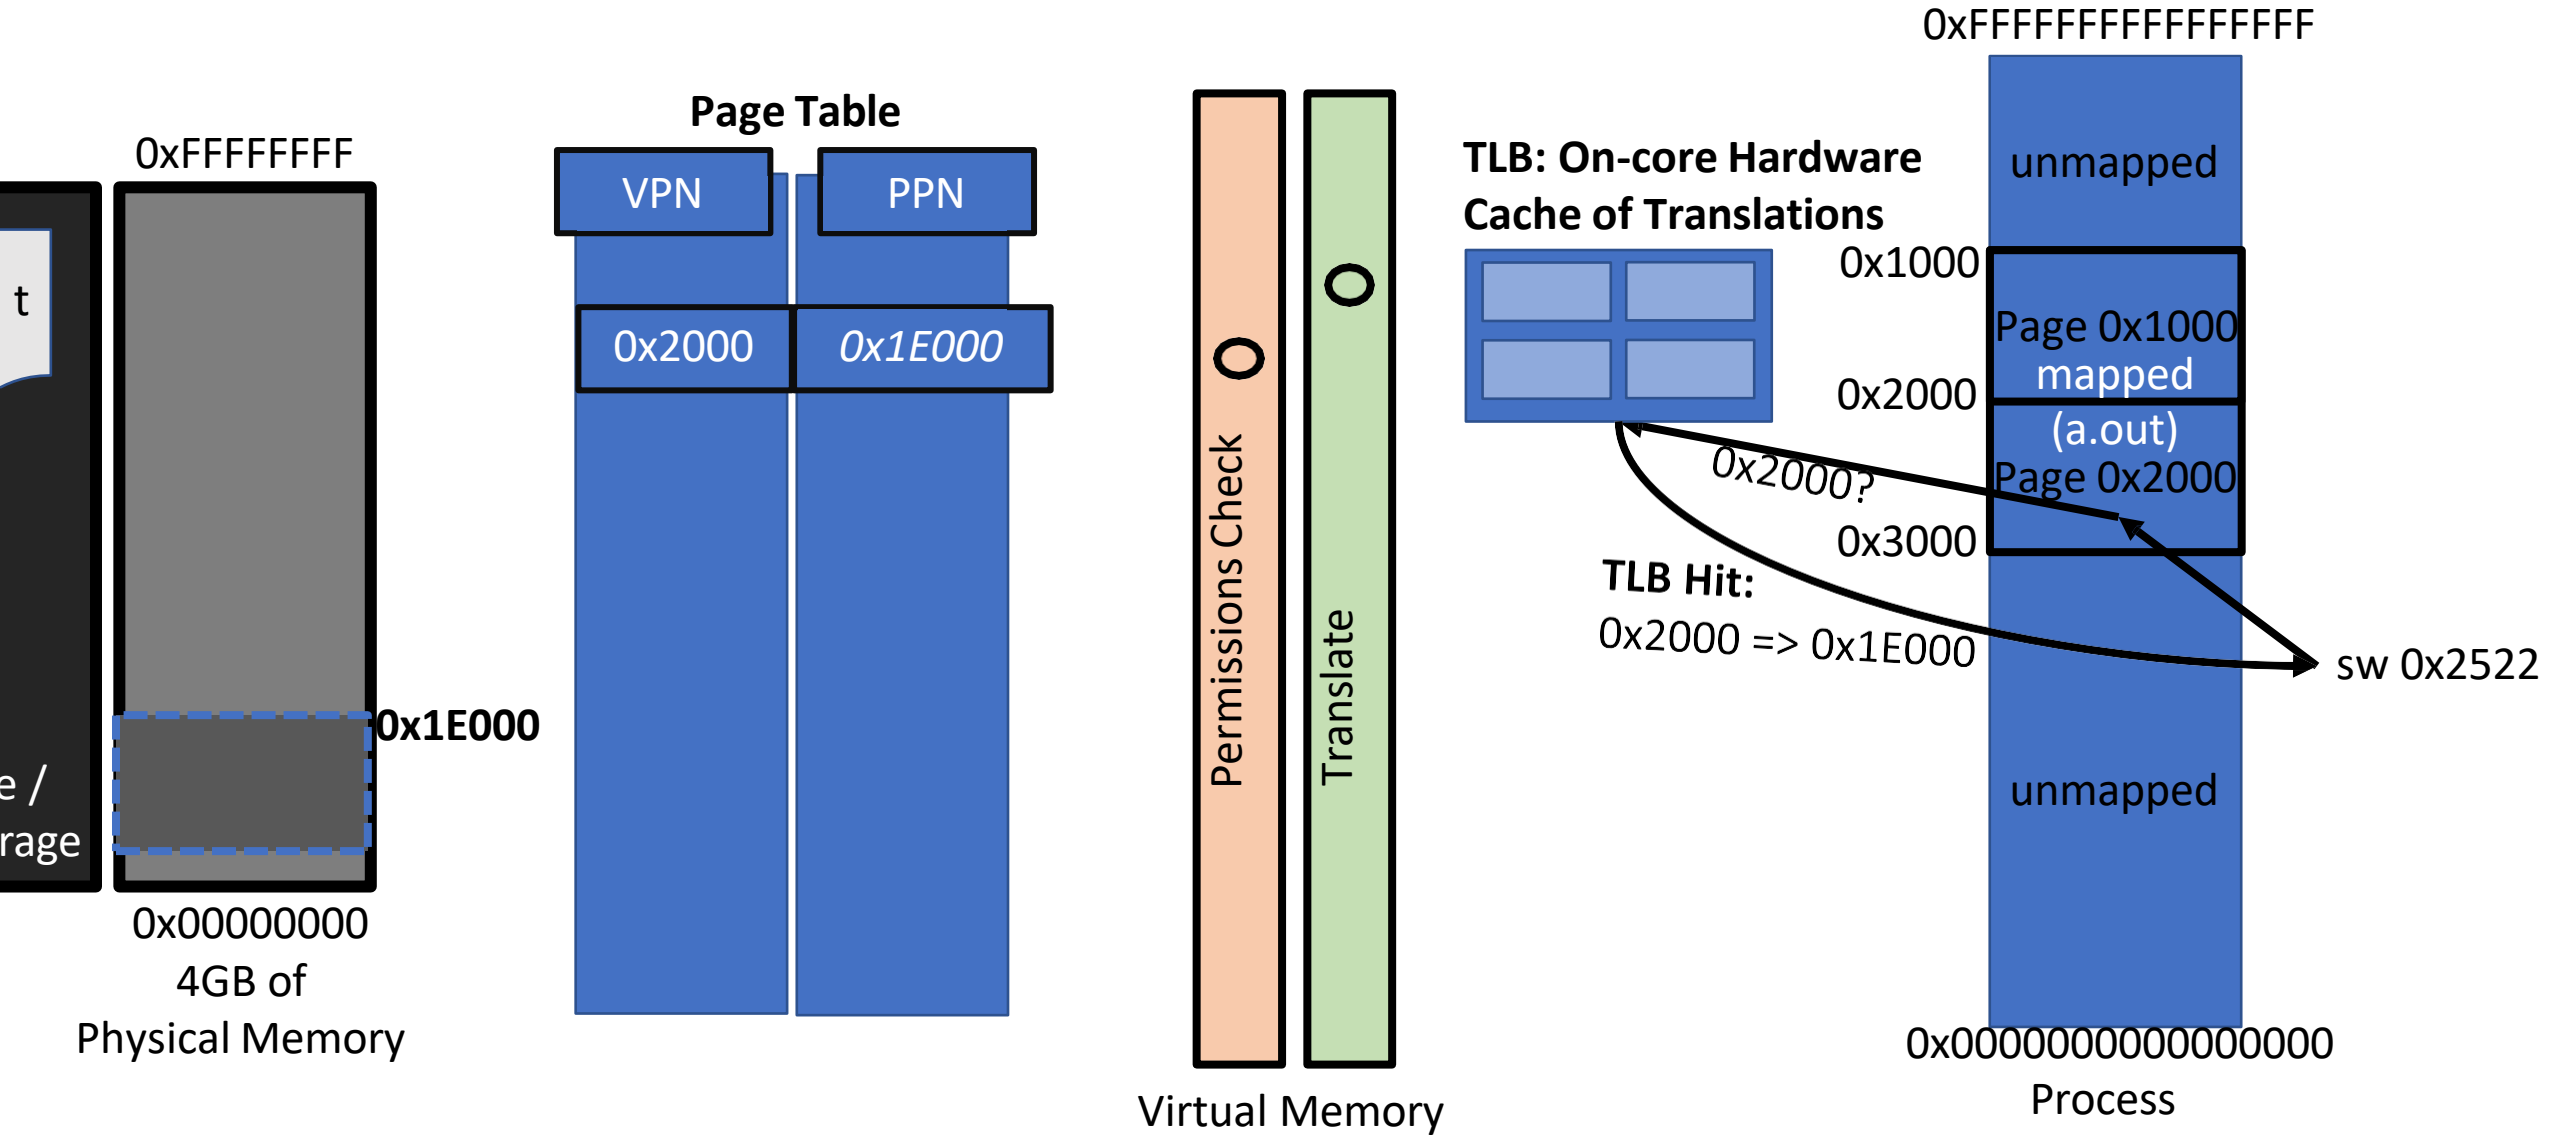 t
e /
rage
0xFFFFFFFF
0x1E000
0x00000000
4GB of
Physical Memory
Page Table
VPN
PPN
0x2000
0x1E000
Permissions Check
Translate
Virtual Memory
TLB: On-core Hardware
Cache of Translations
0x2000?
TLB Hit:
0x2000 => 0x1E000
0xFFFFFFFFFFFFFFFF
unmapped
0x1000
Page 0x1000
mapped
0x2000
(a.out)
Page 0x2000
0x3000
sw 0x2522
unmapped
0x0000000000000000
Process